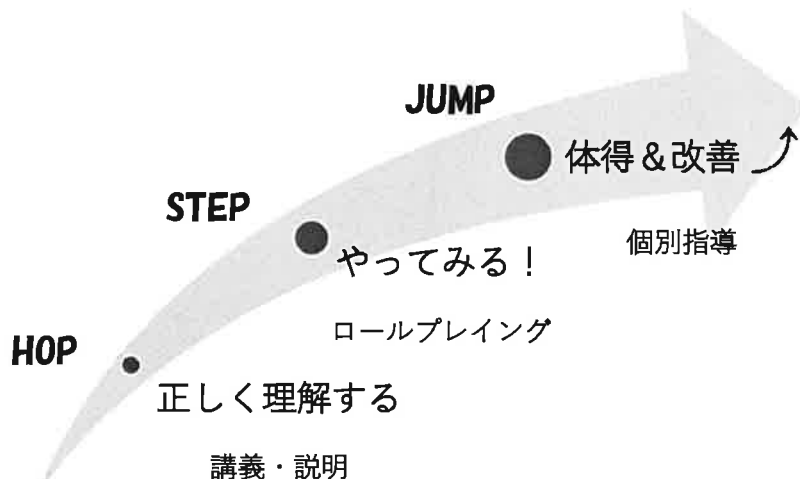 JUMP
体得＆改善
個別指導
STEP
やってみる！
ロールプレイング
HOP
正しく理解する
講義・説明